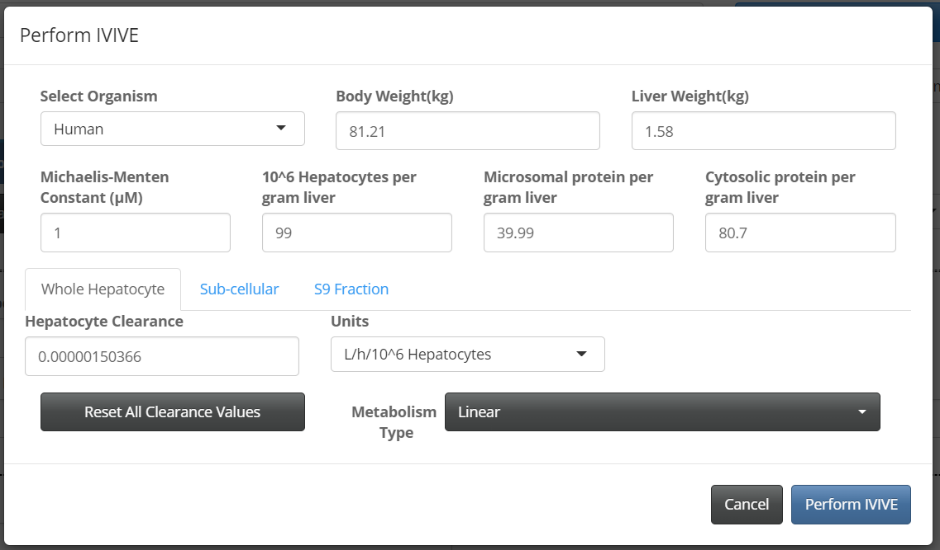 Perform IVIVE
Select Organism
Body Weight(kg)
Liver Weight(kg)
Human
81.21
1.58
Michaelis-Menten
Constant (μM)
10^6 Hepatocytes per
gram liver
Microsomal protein per
gram liver
Cytosolic protein per
gram liver
1
99
39.99
80.7
Whole Hepatocyte
Sub-cellular
S9 Fraction
Hepatocyte Clearance
Units
0.00000150366
L/h/10^6 Hepatocytes
Reset All Clearance Values
Metabolism
Type
Linear
Cancel
Perform IVIVE